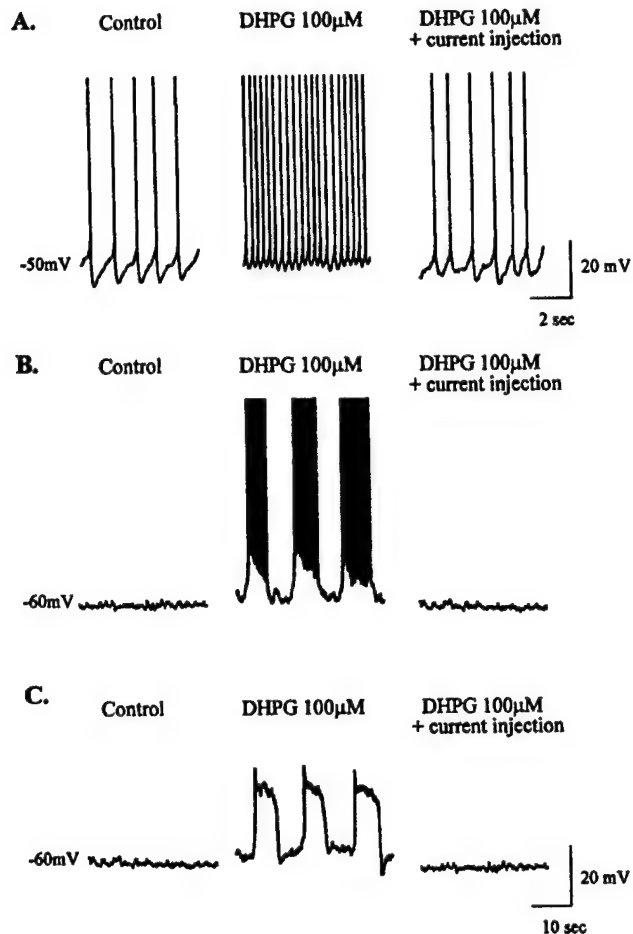 A.
Control
DHPG 100μM
DHPG 100μM
+ current injection
-50mV
20 mV
2 sec
B.
Control
DHPG 100μM
DHPG 100μM
+ current injection
-60mV
C.
Control
DHPG 100μM
DHPG 100μM
+ current injection
-60mV
20 mV
10 sec